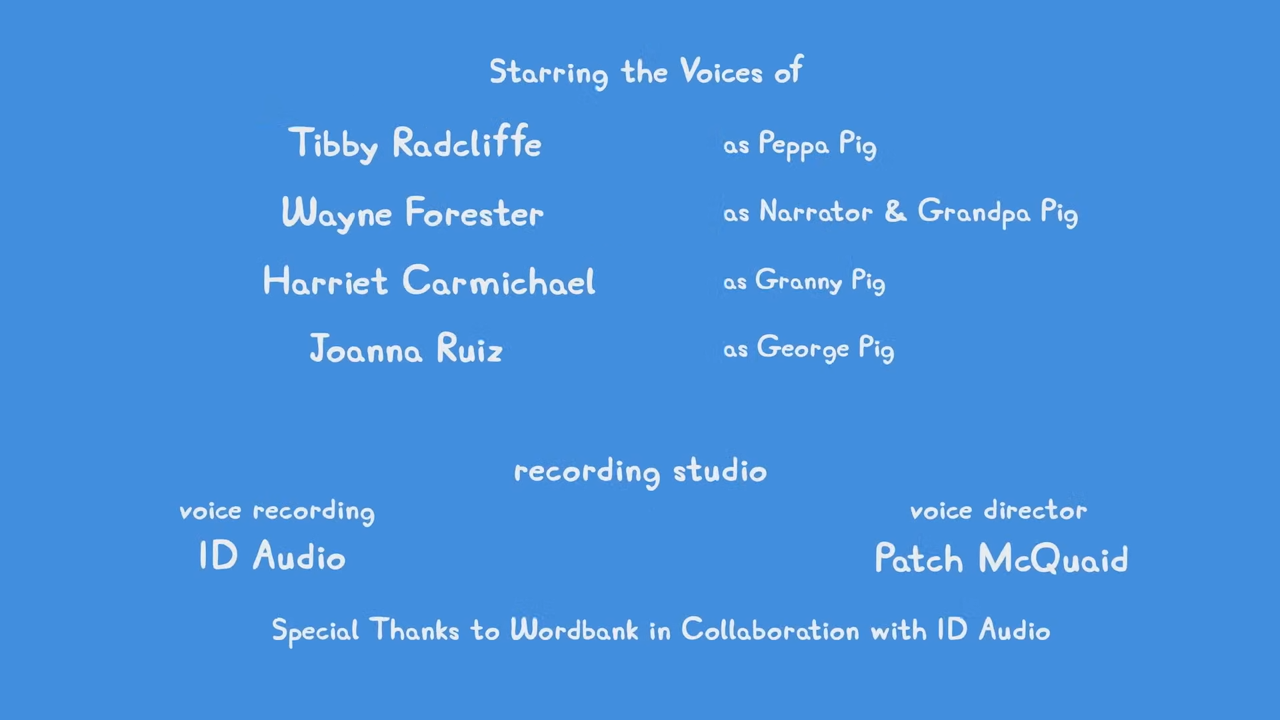 Starring the Voices of
Tibby Radcliffe as Peppa Pig
Wayne Forester as Narrator & Grandpa Pig
Harriet Carmichael as Granny Pig
Joanna Ruiz as George Pig
recording studio
voice recording voice director
ID Audio Patch McQuaid
Special Thanks to Wordbank in Collaboration with ID Audio